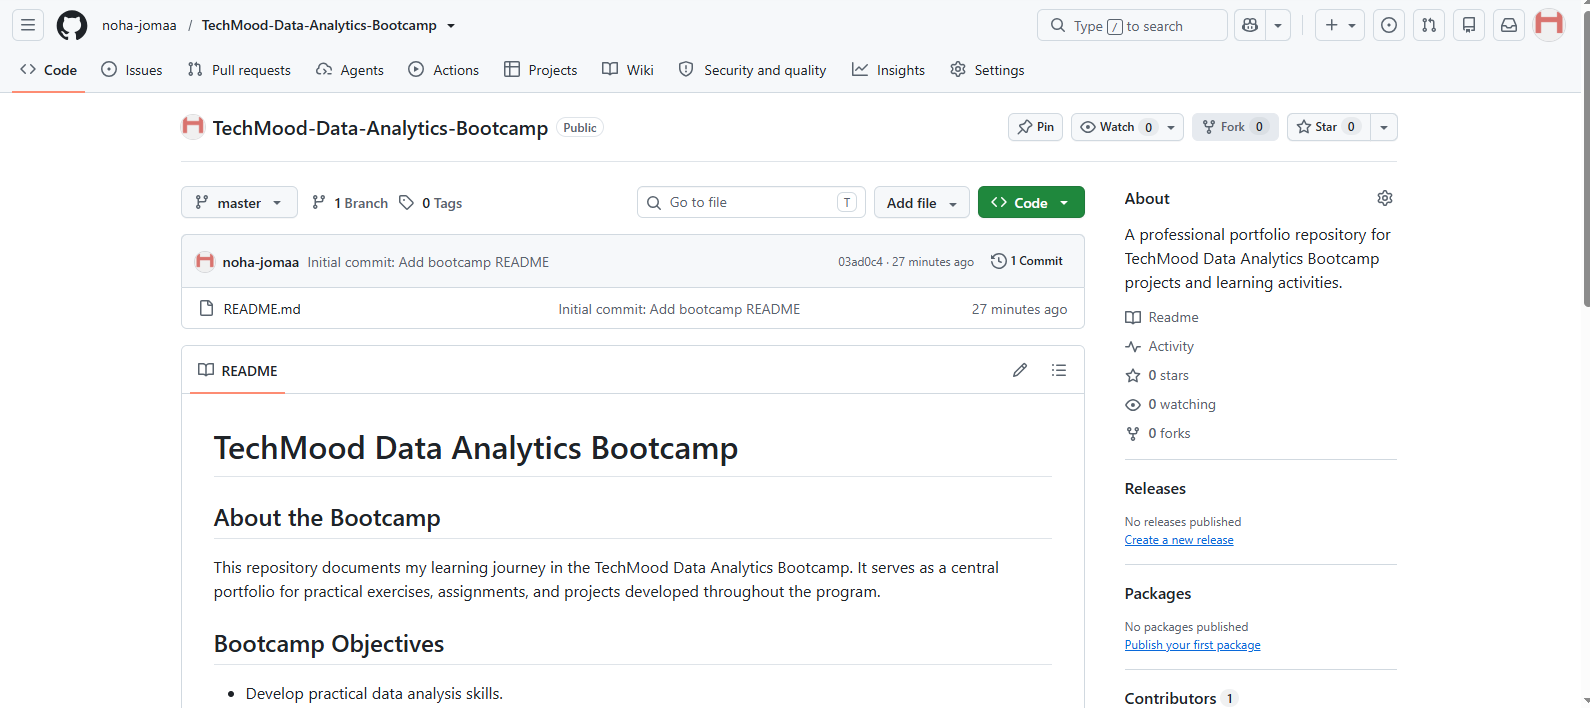 noha-jomaa / TechMood-Data-Analytics-Bootcamp
Type / to search
Code Issues Pull requests Agents Actions Projects Wiki Security and quality Insights Settings
TechMood-Data-Analytics-Bootcamp Public
Pin Watch 0 Fork 0 Star 0
master 1 Branch 0 Tags Go to file T Add file Code
noha-jomaa Initial commit: Add bootcamp README 03ad0c4 · 27 minutes ago 1 Commit
README.md Initial commit: Add bootcamp README 27 minutes ago
README
TechMood Data Analytics Bootcamp
About the Bootcamp
This repository documents my learning journey in the TechMood Data Analytics Bootcamp. It serves as a central
portfolio for practical exercises, assignments, and projects developed throughout the program.
Bootcamp Objectives
Develop practical data analysis skills.
About
A professional portfolio repository for
TechMood Data Analytics Bootcamp
projects and learning activities.
Readme
Activity
0 stars
0 watching
0 forks
Releases
No releases published
Create a new release
Packages
No packages published
Publish your first package
Contributors 1